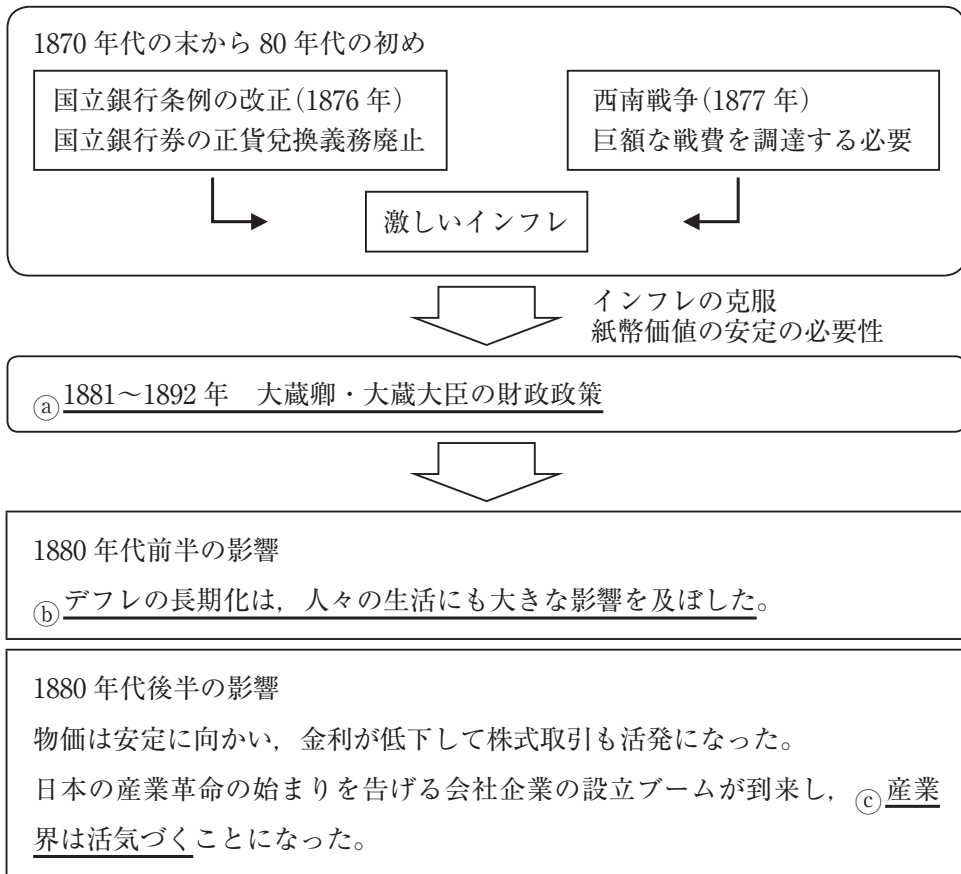 1870 年代の末から 80 年代の初め
国立銀行条例の改正(1876 年)
国立銀行券の正貨兌換義務廃止
西南戦争(1877 年)
巨額な戦費を調達する必要
激しいインフレ
インフレの克服
紙幣価値の安定の必要性
ⓐ1881～1892 年　大蔵卿・大蔵大臣の財政政策
1880 年代前半の影響
ⓑデフレの長期化は，人々の生活にも大きな影響を及ぼした。
1880 年代後半の影響
物価は安定に向かい，金利が低下して株式取引も活発になった。
日本の産業革命の始まりを告げる会社企業の設立ブームが到来し，ⓒ産業
界は活気づくことになった。